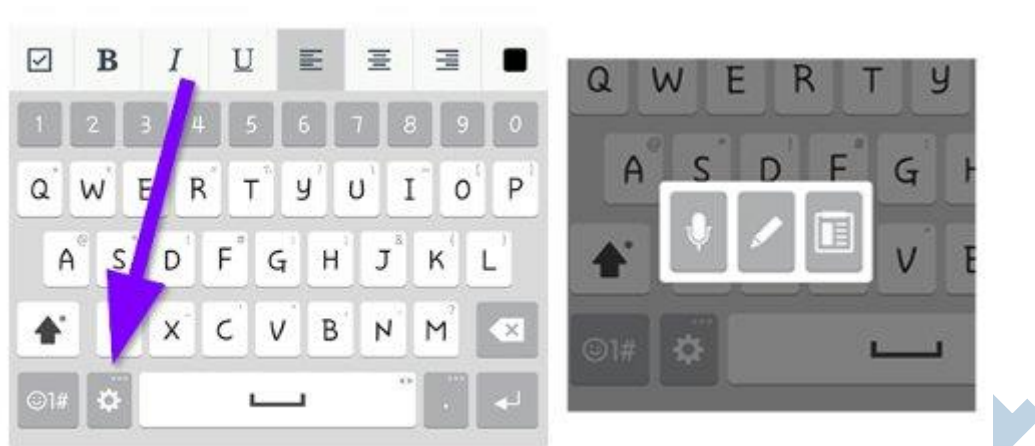 B I U
1 2 3 4 5 6 7 8 9 0
Q W E R T Y U I O P
A S D F G H J K L
X C V B N M
☺1# .
Q W E R T Y
A S D F G H
V B
☺1#